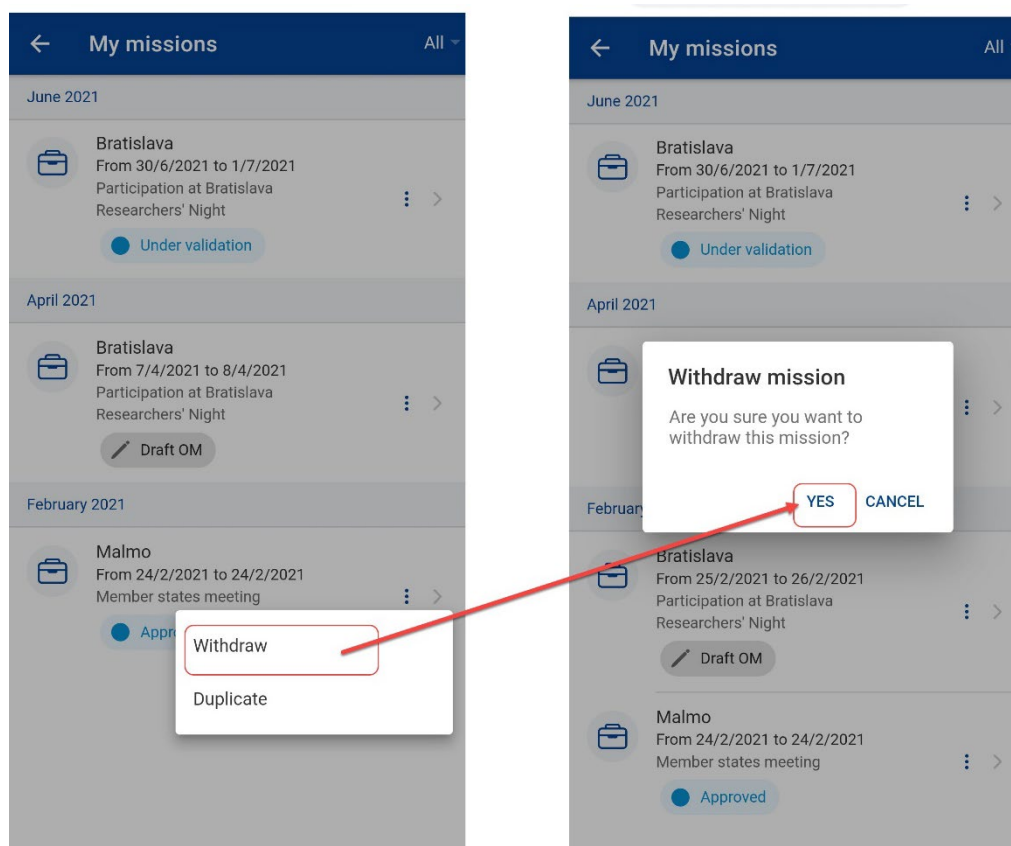 My missions
All
June 2021
Bratislava
From 30/6/2021 to 1/7/2021
Participation at Bratislava
Researchers' Night
Under validation
April 2021
Bratislava
From 7/4/2021 to 8/4/2021
Participation at Bratislava
Researchers' Night
Draft OM
February 2021
Malmo
From 24/2/2021 to 24/2/2021
Member states meeting
Appro
Withdraw
Duplicate
My missions
All
June 2021
Bratislava
From 30/6/2021 to 1/7/2021
Participation at Bratislava
Researchers' Night
Under validation
April 2021
Withdraw mission
Are you sure you want to
withdraw this mission?
YES CANCEL
February
Bratislava
From 25/2/2021 to 26/2/2021
Participation at Bratislava
Researchers' Night
Draft OM
Malmo
From 24/2/2021 to 24/2/2021
Member states meeting
Approved